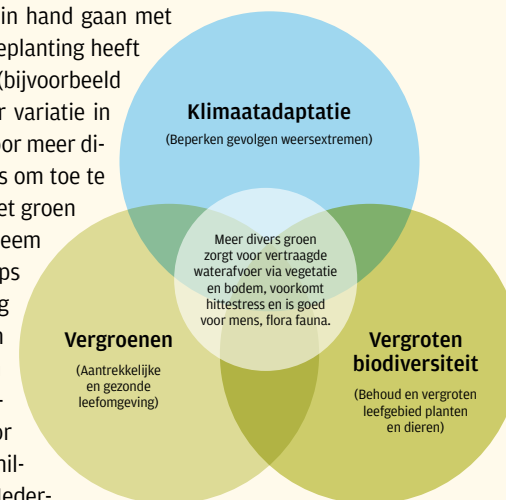 in hand gaan met
eplanting heeft
(bijvoorbeeld
r variatie in
oor meer di-
s om toe te
et groen
eem
ps
g
n
-
or
nil-
Neder-
Klimaatadaptatie
(Beperken gevolgen weersextremen)
Meer divers groen
zorgt voor vertraagde
waterafvoer via vegetatie
en bodem, voorkomt
hittestress en is goed
voor mens, flora fauna.
Vergroenen
(Aantrekkelijke
en gezonde
leefomgeving)
Vergroten
biodiversiteit
(Behoud en vergroten
leefgebied planten
en dieren)